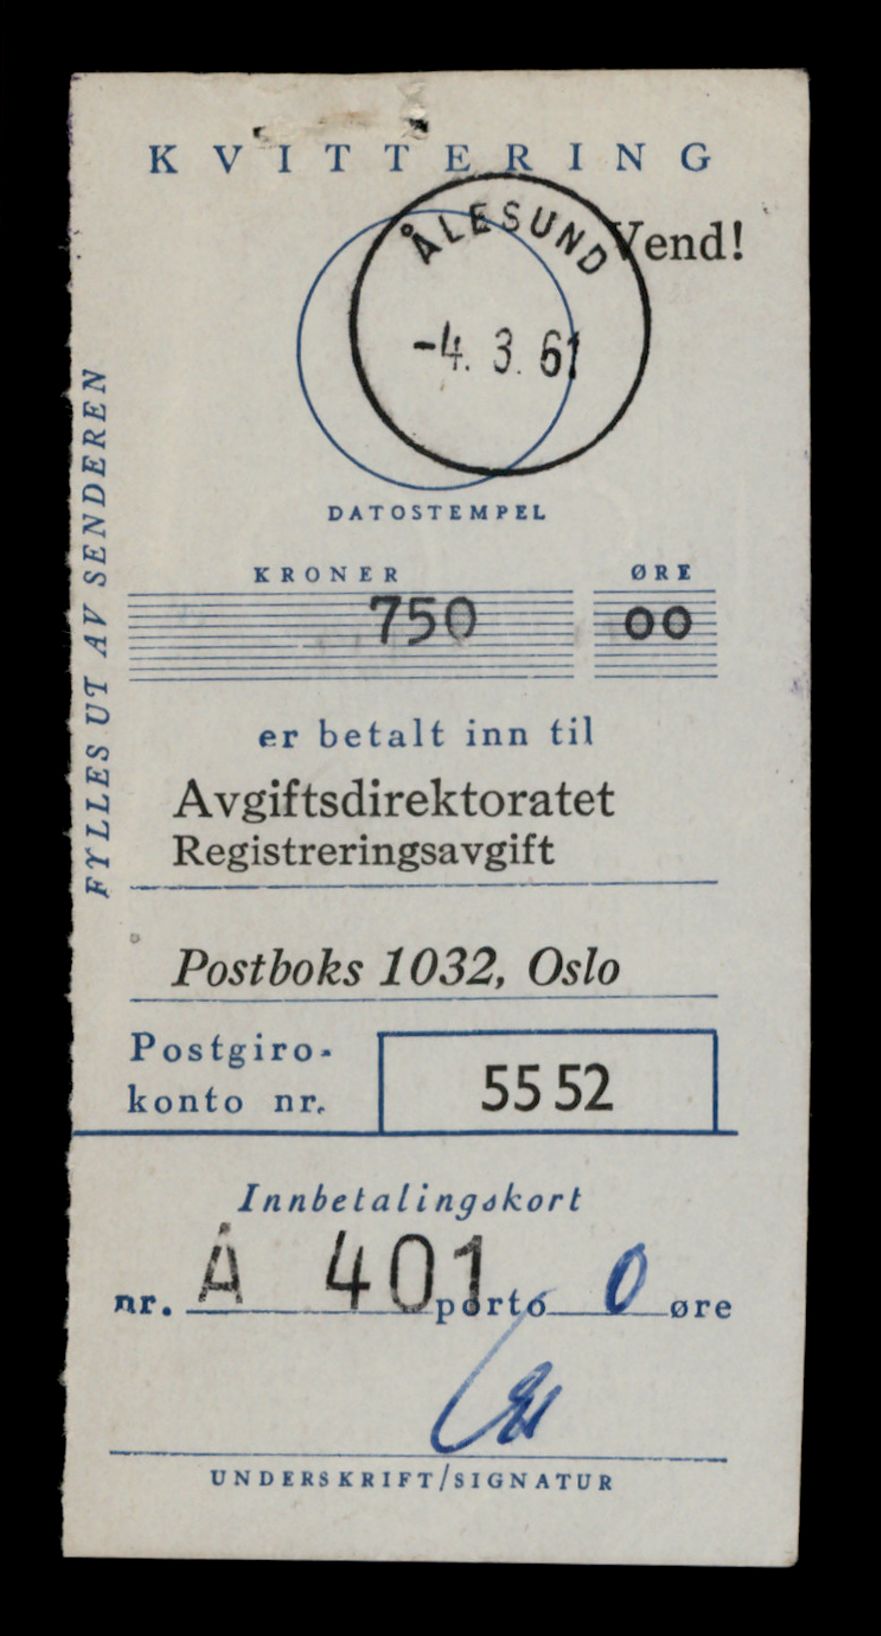 KVITTERING
Vend!
ÅLESUND
-4. 3. 61
DATOSTEMPEL
FYLLES UT AV SENDEREN
KRONER ØRE
750 00
er betalt inn til
Avgiftsdirektoratet
Registreringsavgift
Postboks 1032, Oslo
Postgiro-
konto nr.
55 52
Innbetalingskort
nr. Å 401 porto 0 øre
UNDERSKRIFT/SIGNATUR